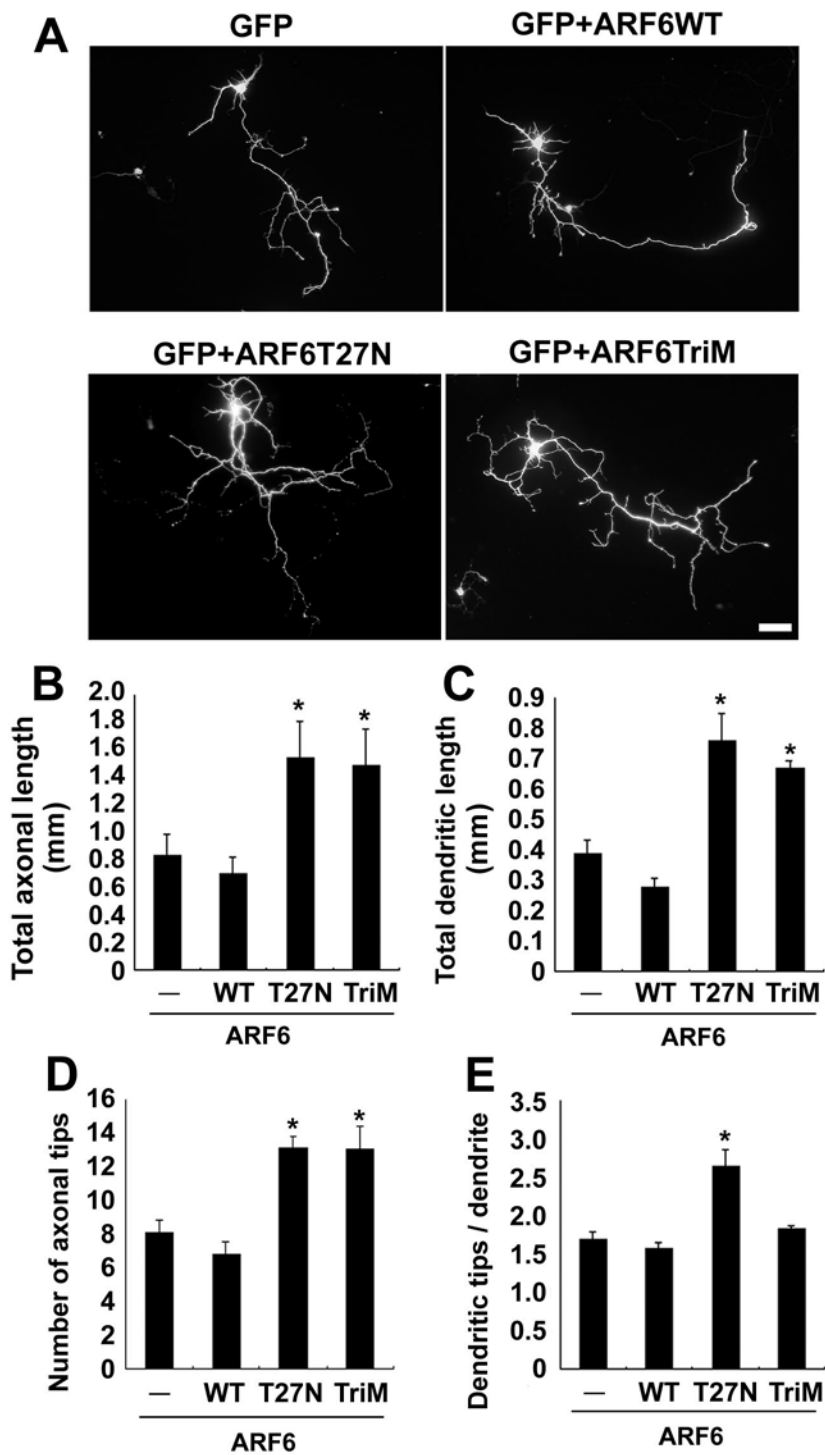 A
GFP
GFP+ARF6WT
GFP+ARF6T27N
GFP+ARF6TriM
B
Total axonal length
(mm)
2.0
1.8
1.6
1.4
1.2
1.0
0.8
0.6
0.4
0.2
0
*
*
— WT T27N TriM
ARF6
C
Total dendritic length
(mm)
0.9
0.8
0.7
0.6
0.5
0.4
0.3
0.2
0.1
0
*
*
— WT T27N TriM
ARF6
D
Number of axonal tips
16
14
12
10
8
6
4
2
0
*
*
— WT T27N TriM
ARF6
E
Dendritic tips / dendrite
3.5
3.0
2.5
2.0
1.5
1.0
0.5
0
*
— WT T27N TriM
ARF6